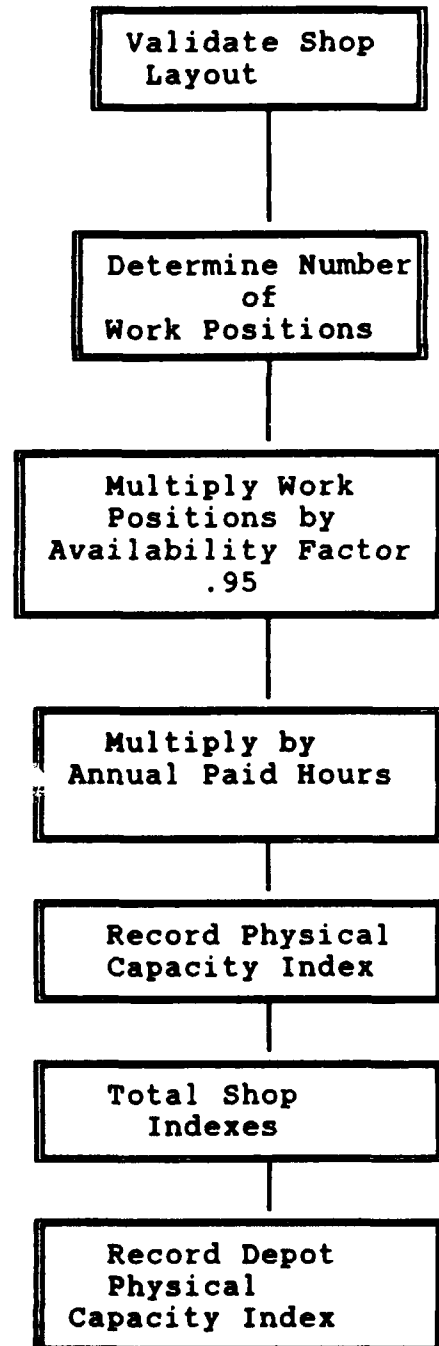 Validate Shop
Layout
Determine Number
of
Work Positions
Multiply Work
Positions by
Availability Factor
.95
Multiply by
Annual Paid Hours
Record Physical
Capacity Index
Total Shop
Indexes
Record Depot
Physical
Capacity Index